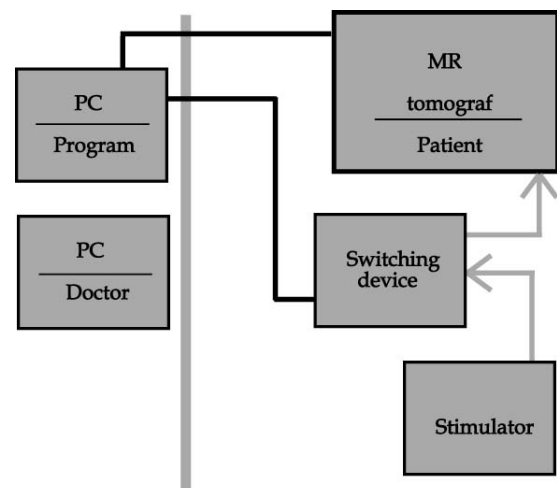 PC
Program
MR
tomograf
Patient
PC
Doctor
Switching
device
Stimulator